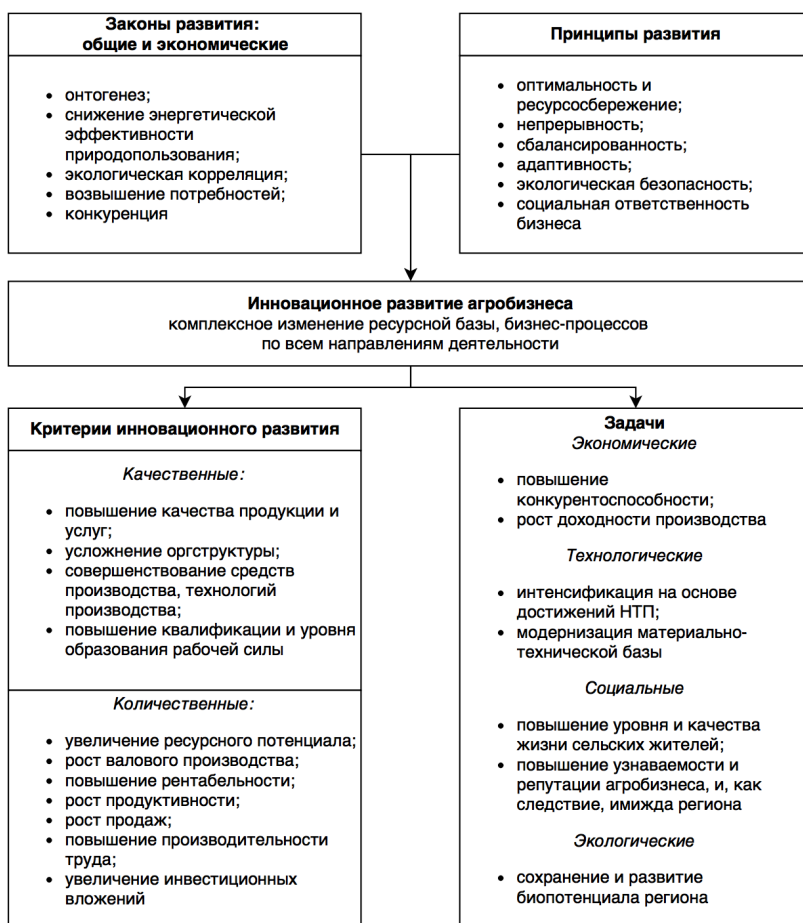 Законы развития:
общие и экономические
• онтогенез;
• снижение энергетической
эффективности
природопользования;
• экологическая корреляция;
• возвышение потребностей;
• конкуренция
Принципы развития
• оптимальность и
ресурсосбережение;
• непрерывность;
• сбалансированность;
• адаптивность;
• экологическая безопасность;
• социальная ответственность
бизнеса
Инновационное развитие агробизнеса
комплексное изменение ресурсной базы, бизнес-процессов
по всем направлениям деятельности
Критерии инновационного развития
Качественные:
• повышение качества продукции и
услуг;
• усложнение оргструктуры;
• совершенствование средств
производства, технологий
производства;
• повышение квалификации и уровня
образования рабочей силы
Количественные:
• увеличение ресурсного потенциала;
• рост валового производства;
• повышение рентабельности;
• рост продуктивности;
• рост продаж;
• повышение производительности
труда;
• увеличение инвестиционных
вложений
Задачи
Экономические
• повышение
конкурентоспособности;
• рост доходности производства
Технологические
• интенсификация на основе
достижений НТП;
• модернизация материально-
технической базы
Социальные
• повышение уровня и качества
жизни сельских жителей;
• повышение узнаваемости и
репутации агробизнеса, и, как
следствие, имижда региона
Экологические
• сохранение и развитие
биопотенциала региона